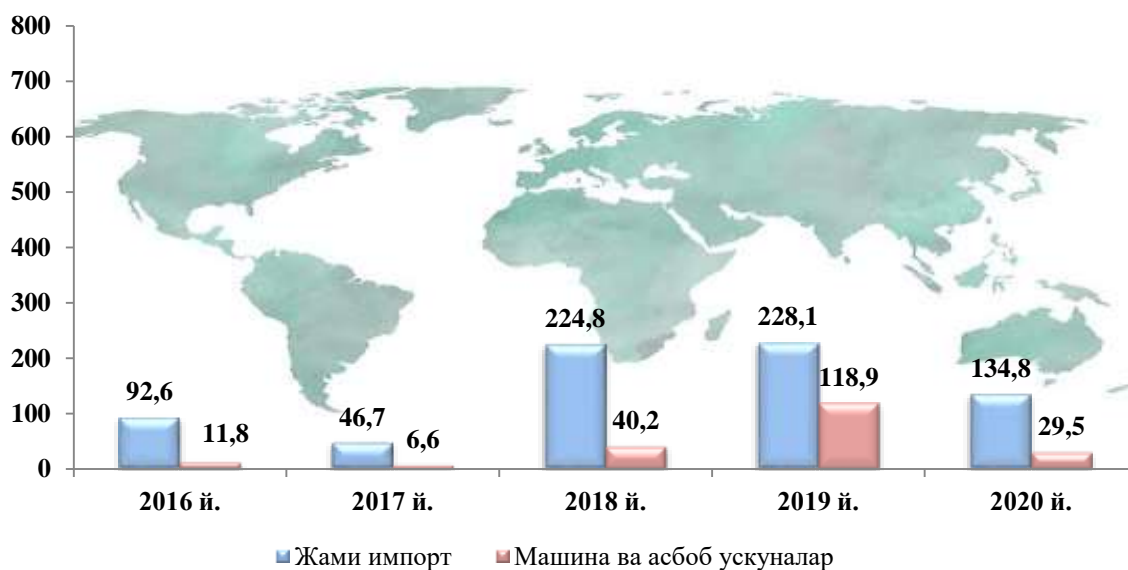 800
700
600
500
400
300
200
100
0
92,6
11,8
46,7
6,6
224,8
40,2
228,1
118,9
134,8
29,5
2016 й.
2017 й.
2018 й.
2019 й.
2020 й.
Жами импорт
Машина ва асбоб ускуналар